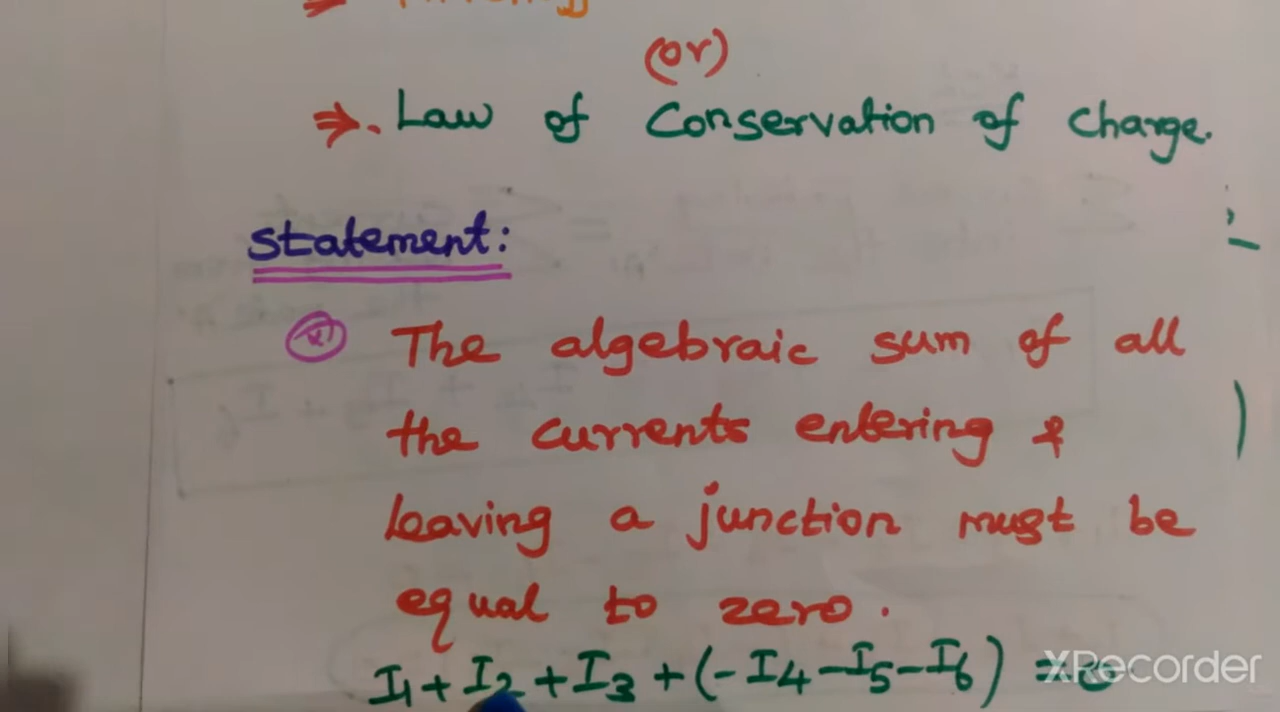 (or)
⇒. Law of Conservation of charge.
Statement:
The algebraic sum of all
the currents entering &
leaving a junction must be
equal to zero.
I1 + I2 + I3 + (-I4 - I5 - I6) = 0
XRecorder